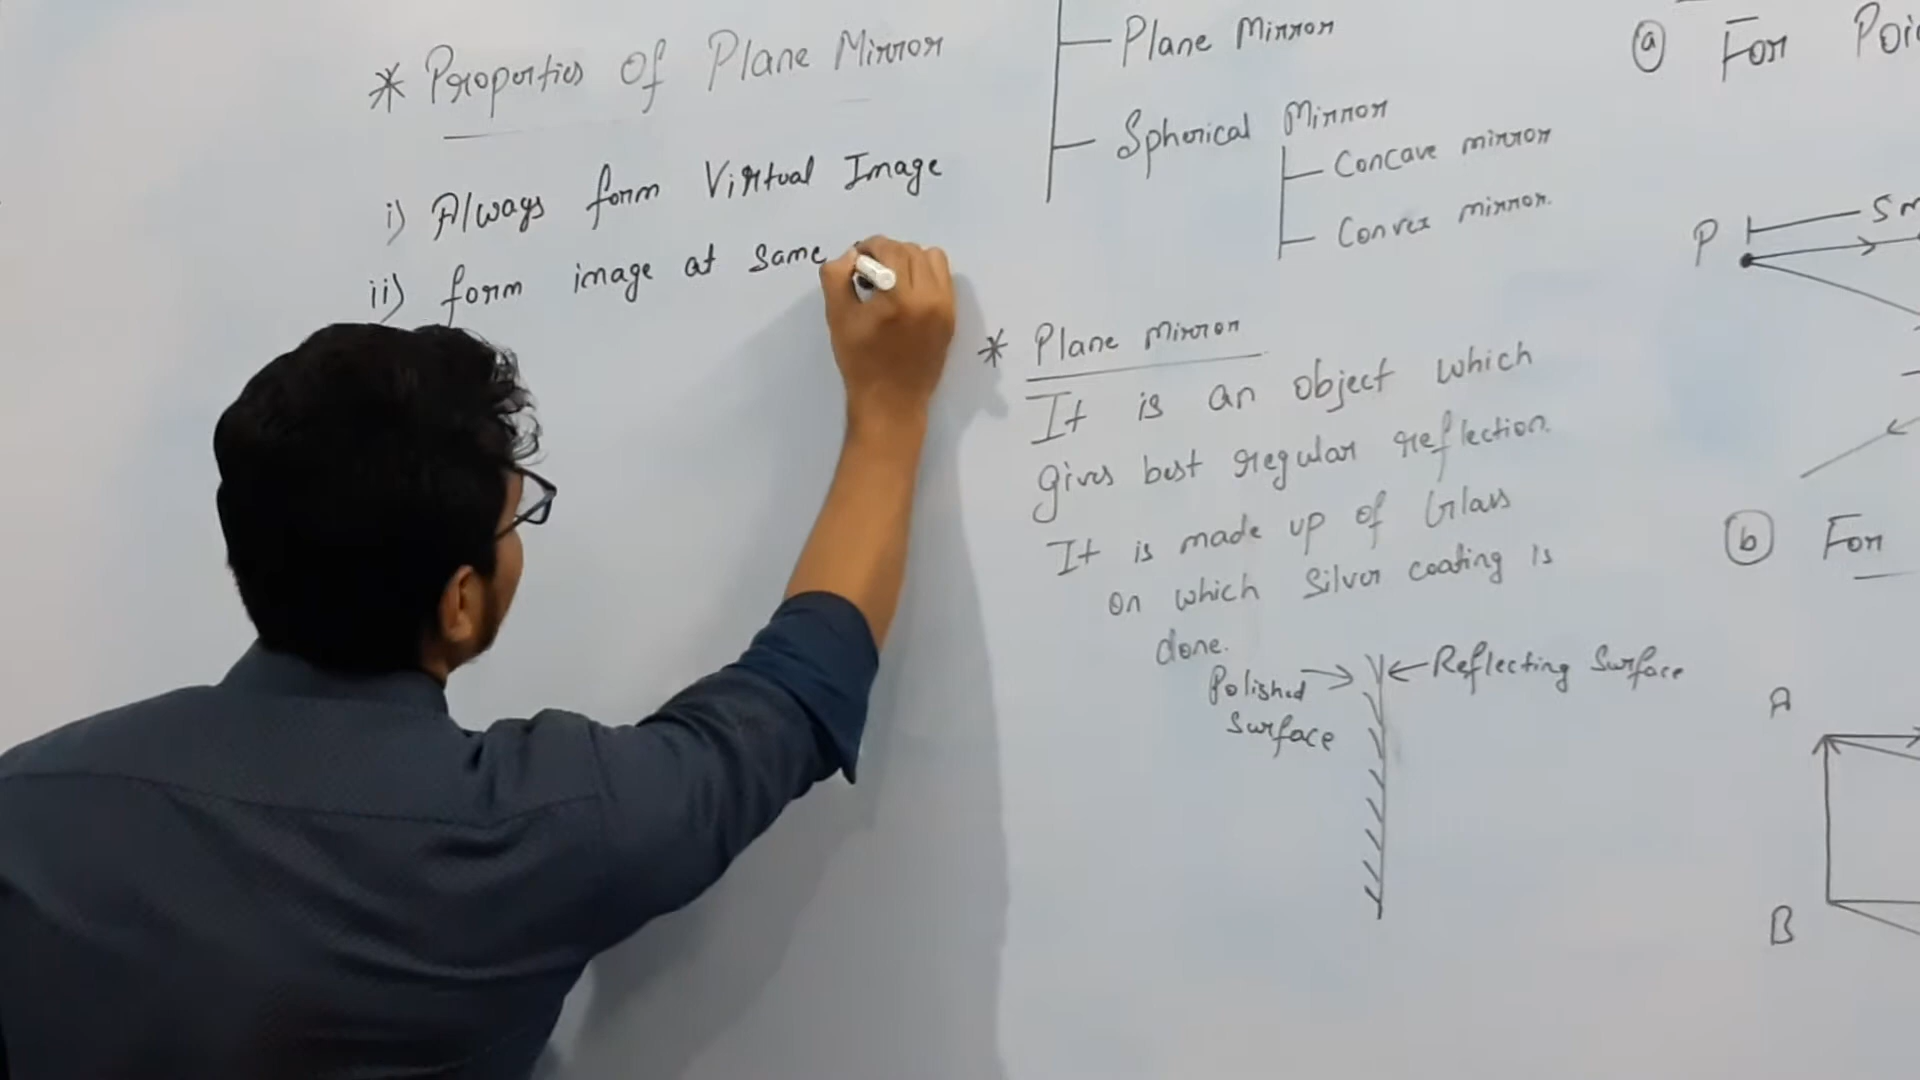 * Properties Of Plane Mirror
i) Always form Virtual Image
ii) form image at same
Plane Mirror
Spherical Mirror
Concave mirror
Convex mirror.
* Plane Mirror
It is an object which
gives best regular reflection.
It is made up of Glass
on which Silver coating is
done.
Polished
Surface
Reflecting Surface
a For
P
b For
A
B